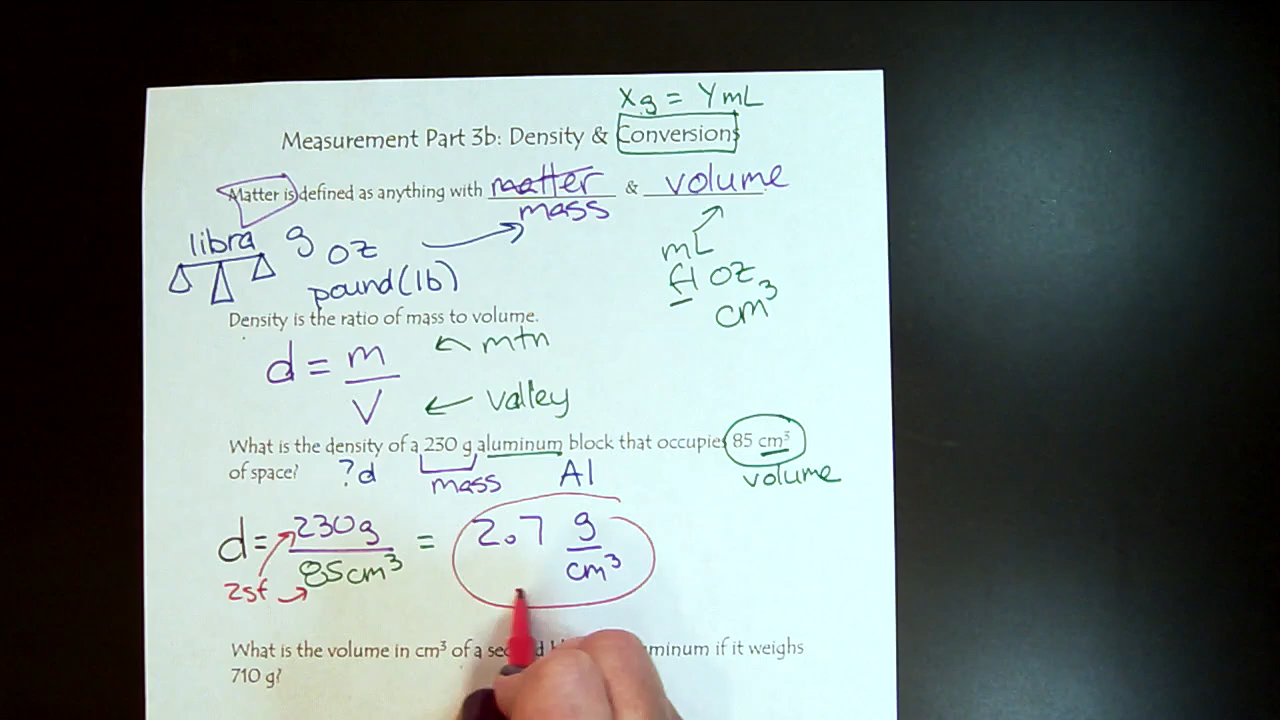 Xg = YmL
Measurement Part 3b: Density & Conversions
Matter is defined as anything with matter & volume
mass
libra g oz
pound(lb)
mL
fl oz
cm³
Density is the ratio of mass to volume.
d = m/V
mtn
valley
What is the density of a 230 g aluminum block that occupies 85 cm³
of space? ?d mass Al volume
d = 230g/85cm³ = 2.7 g/cm³
2sf
What is the volume in cm³ of a aluminum if it weighs
710 g?